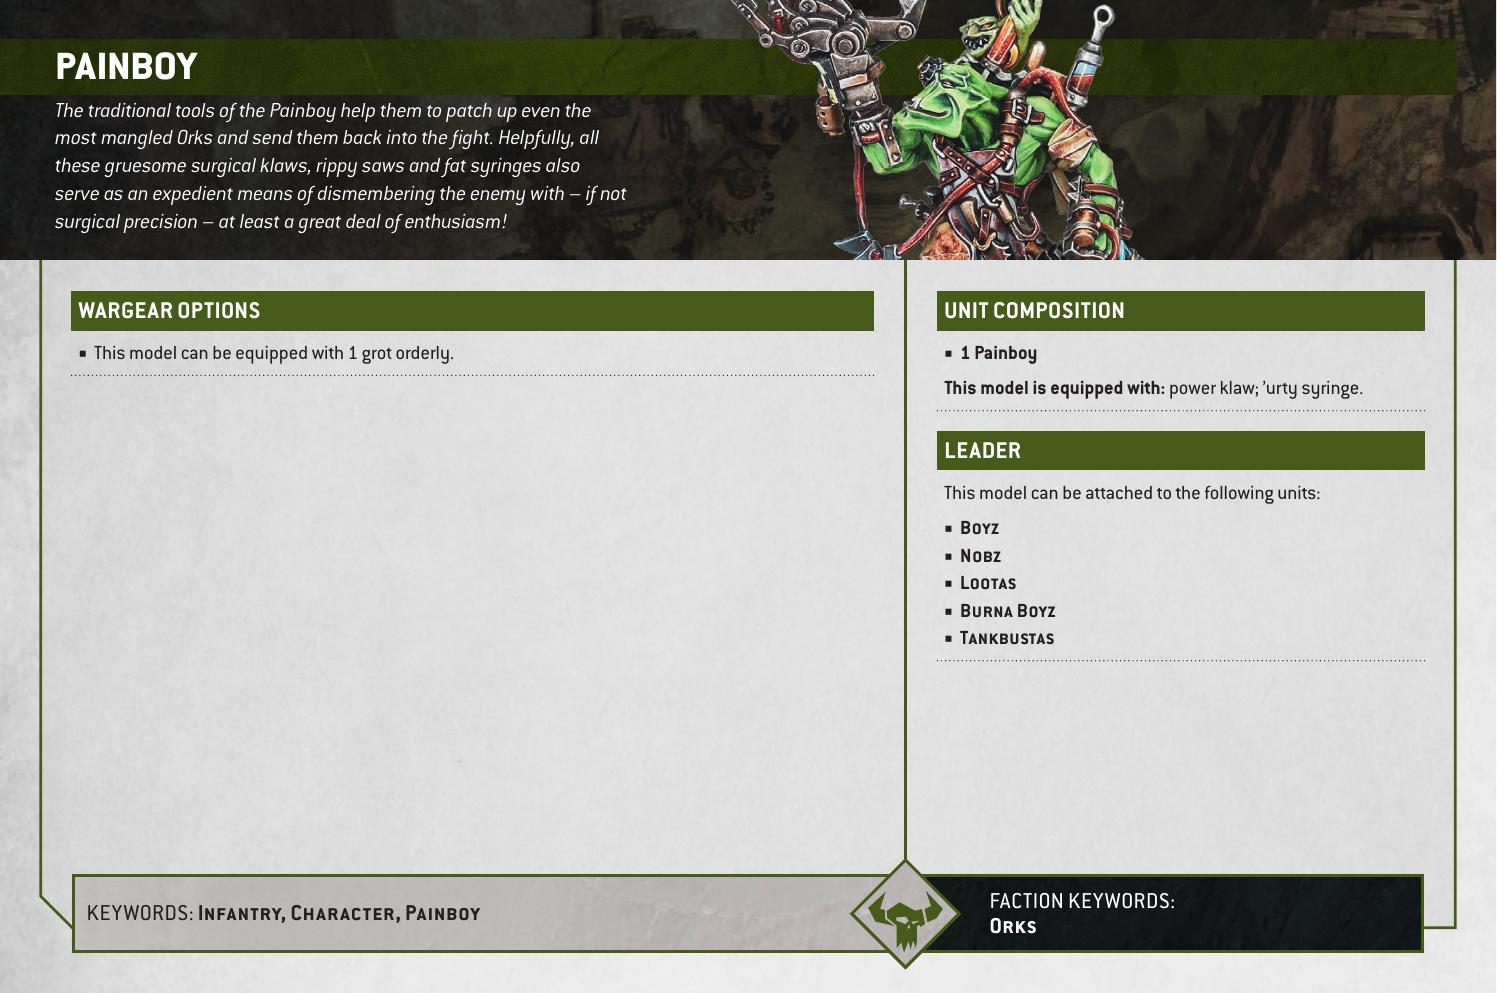 PAINBOY
The traditional tools of the Painboy help them to patch up even the
most mangled Orks and send them back into the fight. Helpfully, all
these gruesome surgical klaws, rippy saws and fat syringes also
serve as an expedient means of dismembering the enemy with – if not
surgical precision – at least a great deal of enthusiasm!
WARGEAR OPTIONS
▪ This model can be equipped with 1 grot orderly.
UNIT COMPOSITION
▪ 1 Painboy
This model is equipped with: power klaw; ’urty syringe.
LEADER
This model can be attached to the following units:
▪ Boyz
▪ Nobz
▪ Lootas
▪ Burna Boyz
▪ Tankbustas
KEYWORDS: Infantry, Character, Painboy
FACTION KEYWORDS:
Orks